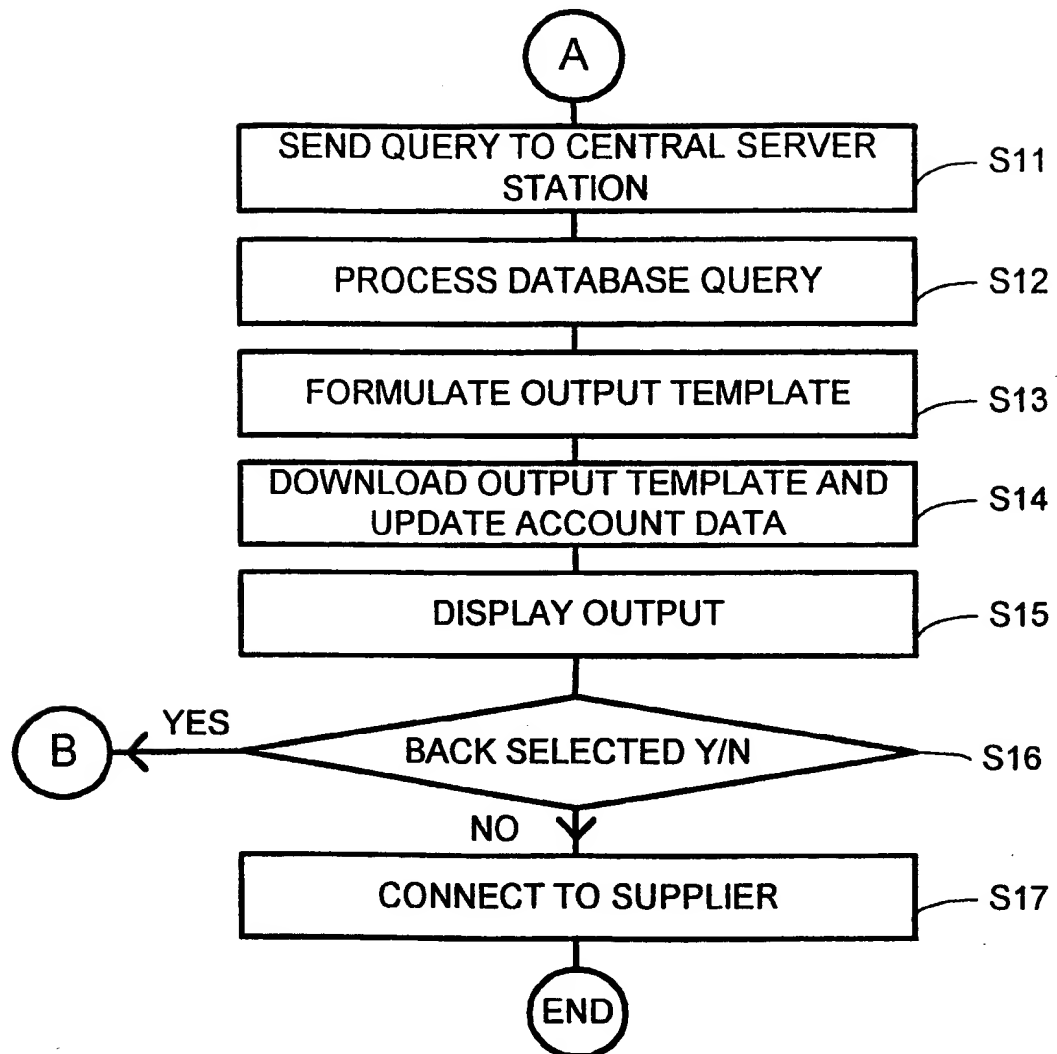 A
SEND QUERY TO CENTRAL SERVER
STATION
S11
PROCESS DATABASE QUERY
S12
FORMULATE OUTPUT TEMPLATE
S13
DOWNLOAD OUTPUT TEMPLATE AND
UPDATE ACCOUNT DATA
S14
DISPLAY OUTPUT
S15
YES
B
BACK SELECTED Y/N
S16
NO
CONNECT TO SUPPLIER
S17
END